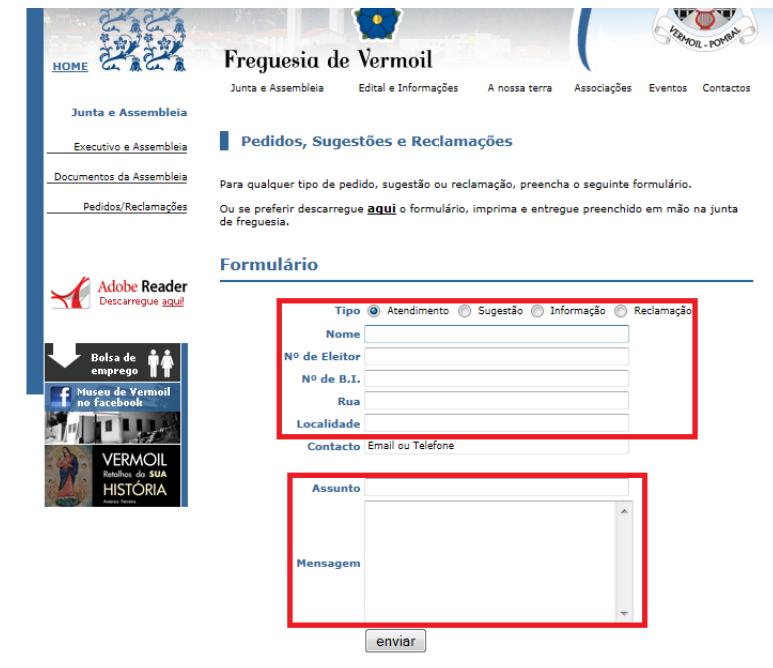 VERMOIL - POMBAL
HOME
Freguesia de Vermoil
Junta e Assembleia
Edital e Informações
A nossa terra
Associações
Eventos
Contactos
Junta e Assembleia
Executivo e Assembleia
Documentos da Assembleia
Pedidos/Reclamações
Adobe Reader
Descarregue aqui!
Bolsa de
emprego
Museu de Vermoil
no facebook
VERMOIL
Retalhos da SUA
HISTÓRIA
Pedidos, Sugestões e Reclamações
Para qualquer tipo de pedido, sugestão ou reclamação, preencha o seguinte formulário.
Ou se preferir descarregue aqui o formulário, imprima e entregue preenchido em mão na junta
de freguesia.
Formulário
Tipo Atendimento Sugestão Informação Reclamação
Nome
Nº de Eleitor
Nº de B.I.
Rua
Localidade
Contacto Email ou Telefone
Assunto
Mensagem
enviar